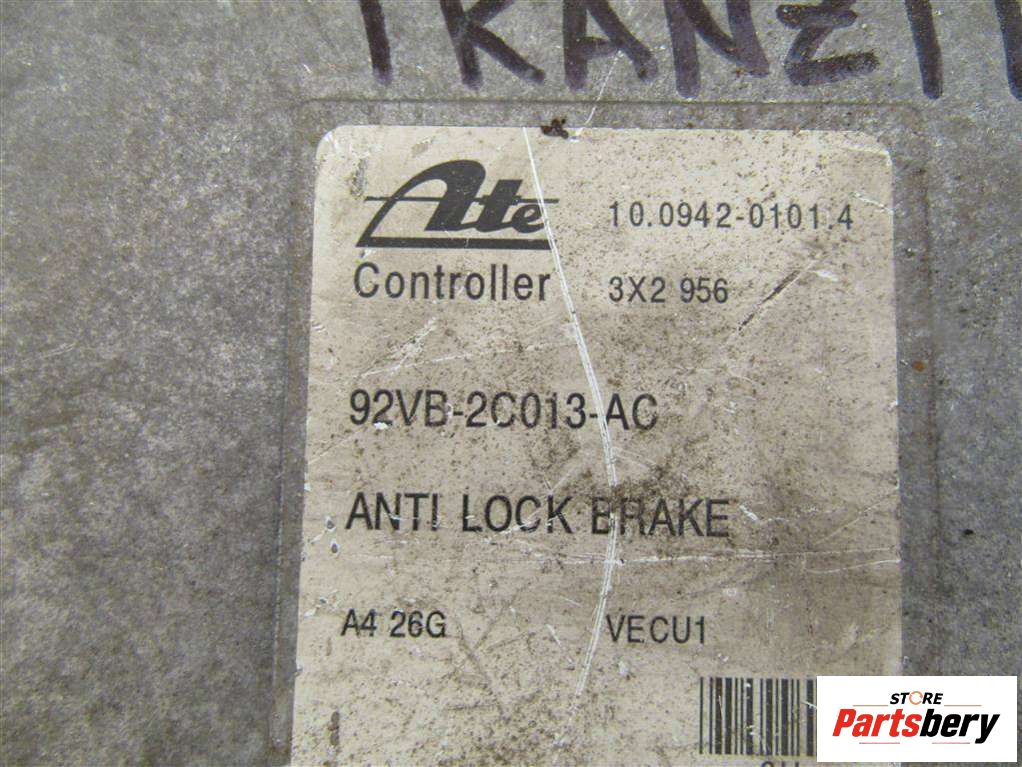 TRANZIT
Ate
10.0942-0101.4
Controller
3X2 956
92VB-2C013-AC
ANTI LOCK BRAKE
A4 26G
VECU1
STORE
Partsbery